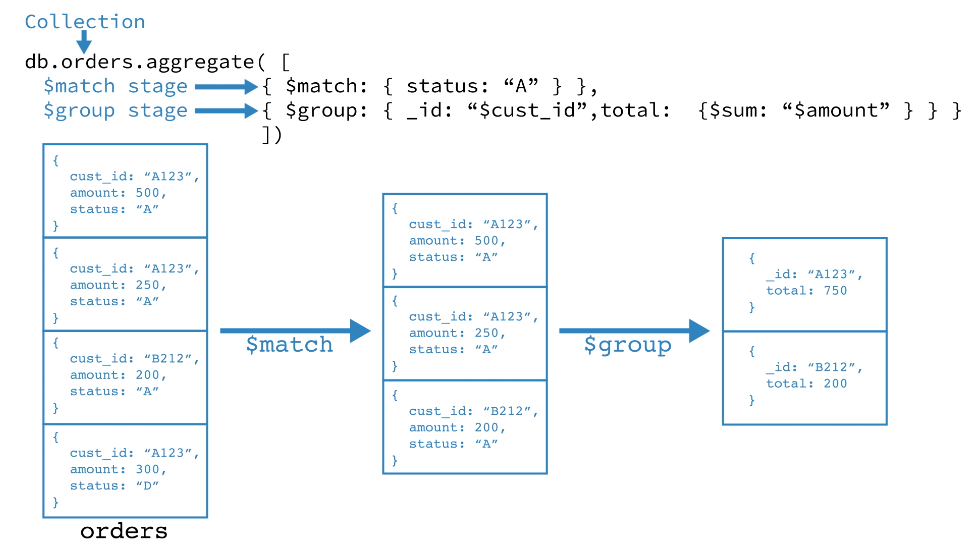 Collection
db.orders.aggregate( [
$match stage { $match: { status: “A” } },
$group stage { $group: { _id: “$cust_id”,total: {$sum: “$amount” } } }
])
{
cust_id: “A123”,
amount: 500,
status: “A”
}
{
cust_id: “A123”,
amount: 250,
status: “A”
}
{
cust_id: “B212”,
amount: 200,
status: “A”
}
{
cust_id: “A123”,
amount: 300,
status: “D”
}
orders
$match
{
cust_id: “A123”,
amount: 500,
status: “A”
}
{
cust_id: “A123”,
amount: 250,
status: “A”
}
{
cust_id: “B212”,
amount: 200,
status: “A”
}
$group
{
_id: “A123”,
total: 750
}
{
_id: “B212”,
total: 200
}